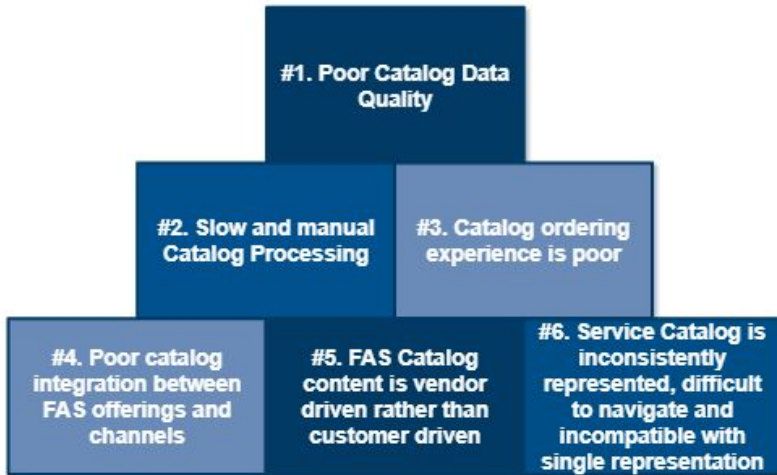 #1. Poor Catalog Data
Quality
#2. Slow and manual
Catalog Processing
#3. Catalog ordering
experience is poor
#4. Poor catalog
integration between
FAS offerings and
channels
#5. FAS Catalog
content is vendor
driven rather than
customer driven
#6. Service Catalog is
inconsistently
represented, difficult
to navigate and
incompatible with
single representation